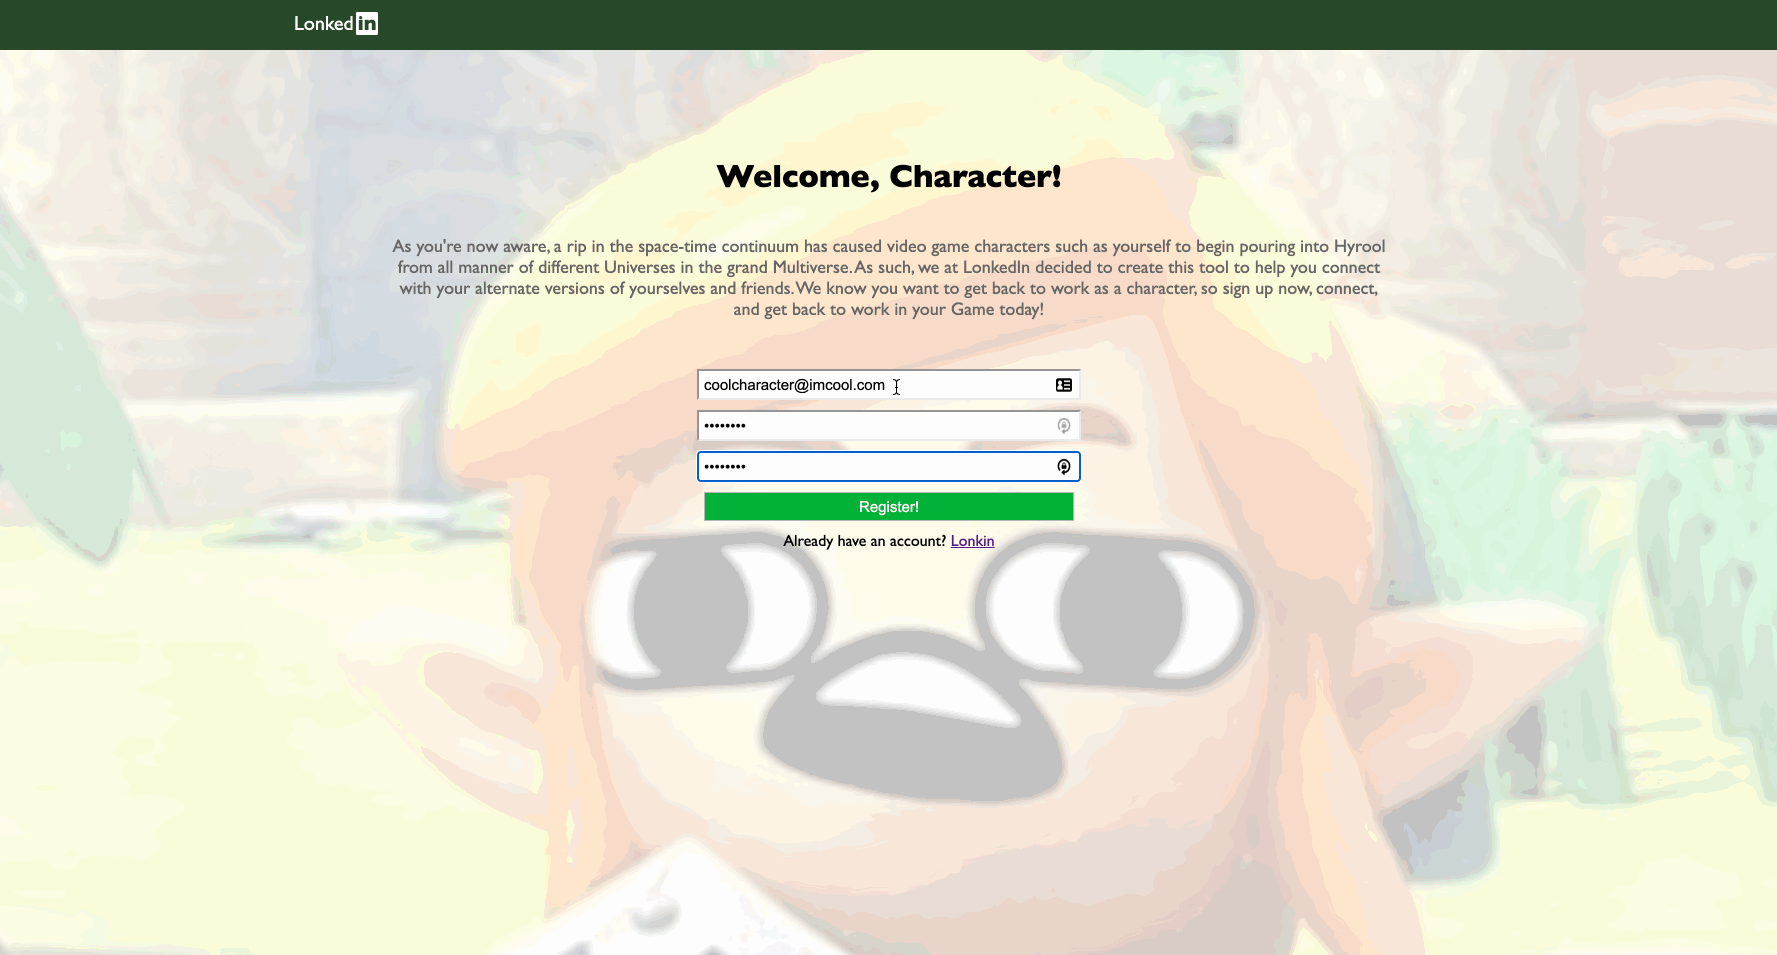 Lonked in
Welcome, Character!
As you're now aware, a rip in the space-time continuum has caused video game characters such as yourself to begin pouring into Hyrool
from all manner of different Universes in the grand Multiverse. As such, we at LonkedIn decided to create this tool to help you connect
with your alternate versions of yourselves and friends. We know you want to get back to work as a character, so sign up now, connect,
and get back to work in your Game today!
coolcharacter@imcool.com
••••••••
••••••••
Register!
Already have an account? Lonkin